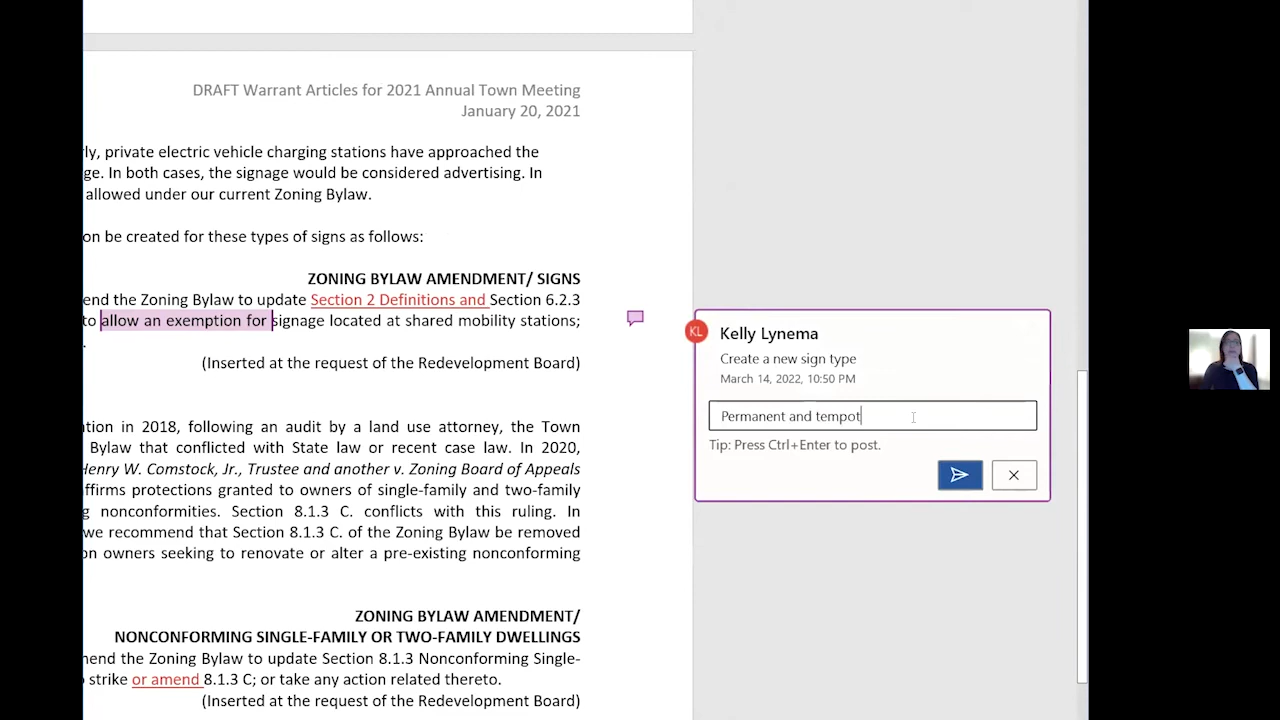 DRAFT Warrant Articles for 2021 Annual Town Meeting
January 20, 2021
ly, private electric vehicle charging stations have approached the
ge. In both cases, the signage would be considered advertising. In
allowed under our current Zoning Bylaw.
on be created for these types of signs as follows:
ZONING BYLAW AMENDMENT/ SIGNS
end the Zoning Bylaw to update Section 2 Definitions and Section 6.2.3
to allow an exemption for signage located at shared mobility stations;
.
(Inserted at the request of the Redevelopment Board)
ntion in 2018, following an audit by a land use attorney, the Town
Bylaw that conflicted with State law or recent case law. In 2020,
Henry W. Comstock, Jr., Trustee and another v. Zoning Board of Appeals
ffirms protections granted to owners of single-family and two-family
g nonconformities. Section 8.1.3 C. conflicts with this ruling. In
we recommend that Section 8.1.3 C. of the Zoning Bylaw be removed
on owners seeking to renovate or alter a pre-existing nonconforming
ZONING BYLAW AMENDMENT/
NONCONFORMING SINGLE-FAMILY OR TWO-FAMILY DWELLINGS
mend the Zoning Bylaw to update Section 8.1.3 Nonconforming Single-
strike or amend 8.1.3 C; or take any action related thereto.
(Inserted at the request of the Redevelopment Board)
KL
Kelly Lynema
Create a new sign type
March 14, 2022, 10:50 PM
Permanent and tempot
Tip: Press Ctrl+Enter to post.